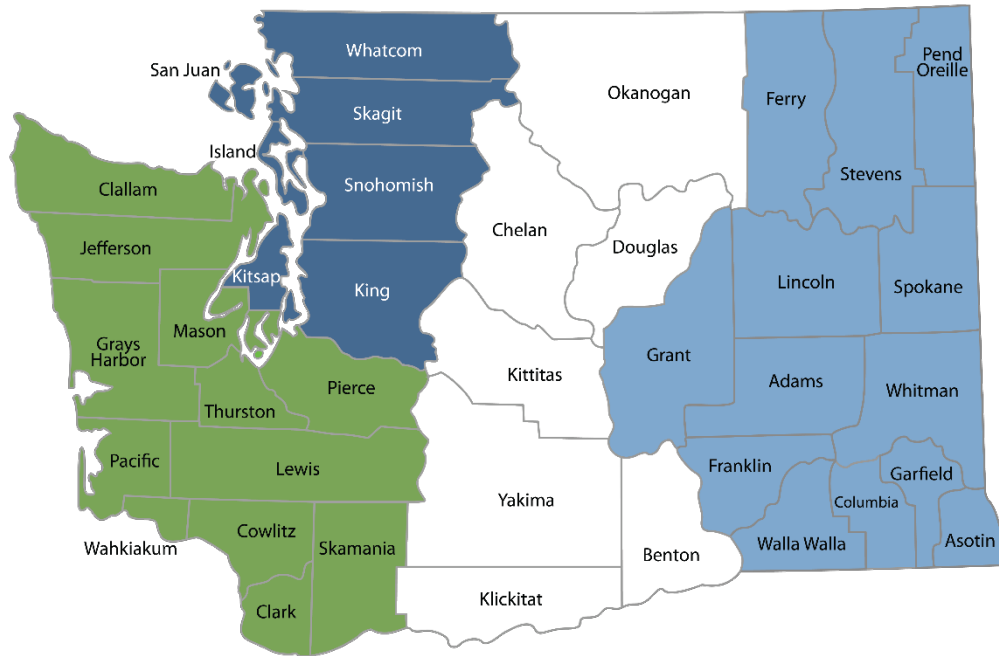 Whatcom
San Juan
Pend
Oreille
Okanogan
Ferry
Skagit
Island
Stevens
Snohomish
Clallam
Chelan
Jefferson
Douglas
Kitsap
Lincoln
King
Spokane
Mason
Grays
Harbor
Grant
Kittitas
Adams
Pierce
Whitman
Thurston
Pacific
Lewis
Franklin
Garfield
Yakima
Columbia
Cowlitz
Wahkiakum
Skamania
Walla Walla
Asotin
Benton
Klickitat
Clark